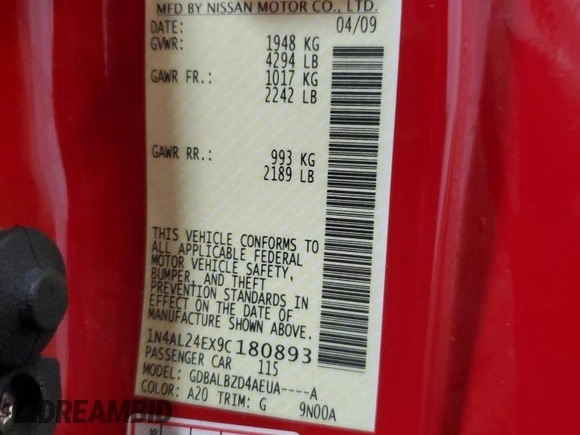 MFD BY NISSAN MOTOR CO., LTD.
DATE: 04/09
GVWR: 1948 KG
4294 LB
GAWR FR.: 1017 KG
2242 LB
GAWR RR.: 993 KG
2189 LB
THIS VEHICLE CONFORMS TO
ALL APPLICABLE FEDERAL
MOTOR VEHICLE SAFETY,
BUMPER, AND THEFT
PREVENTION STANDARDS IN
EFFECT ON THE DATE OF
MANUFACTURE SHOWN ABOVE.
1N4AL24EX9C180893
PASSENGER CAR 115
MODEL: GDBALBZD4AEUA----A
COLOR: A20 TRIM: G 9N00A
DREAMBID